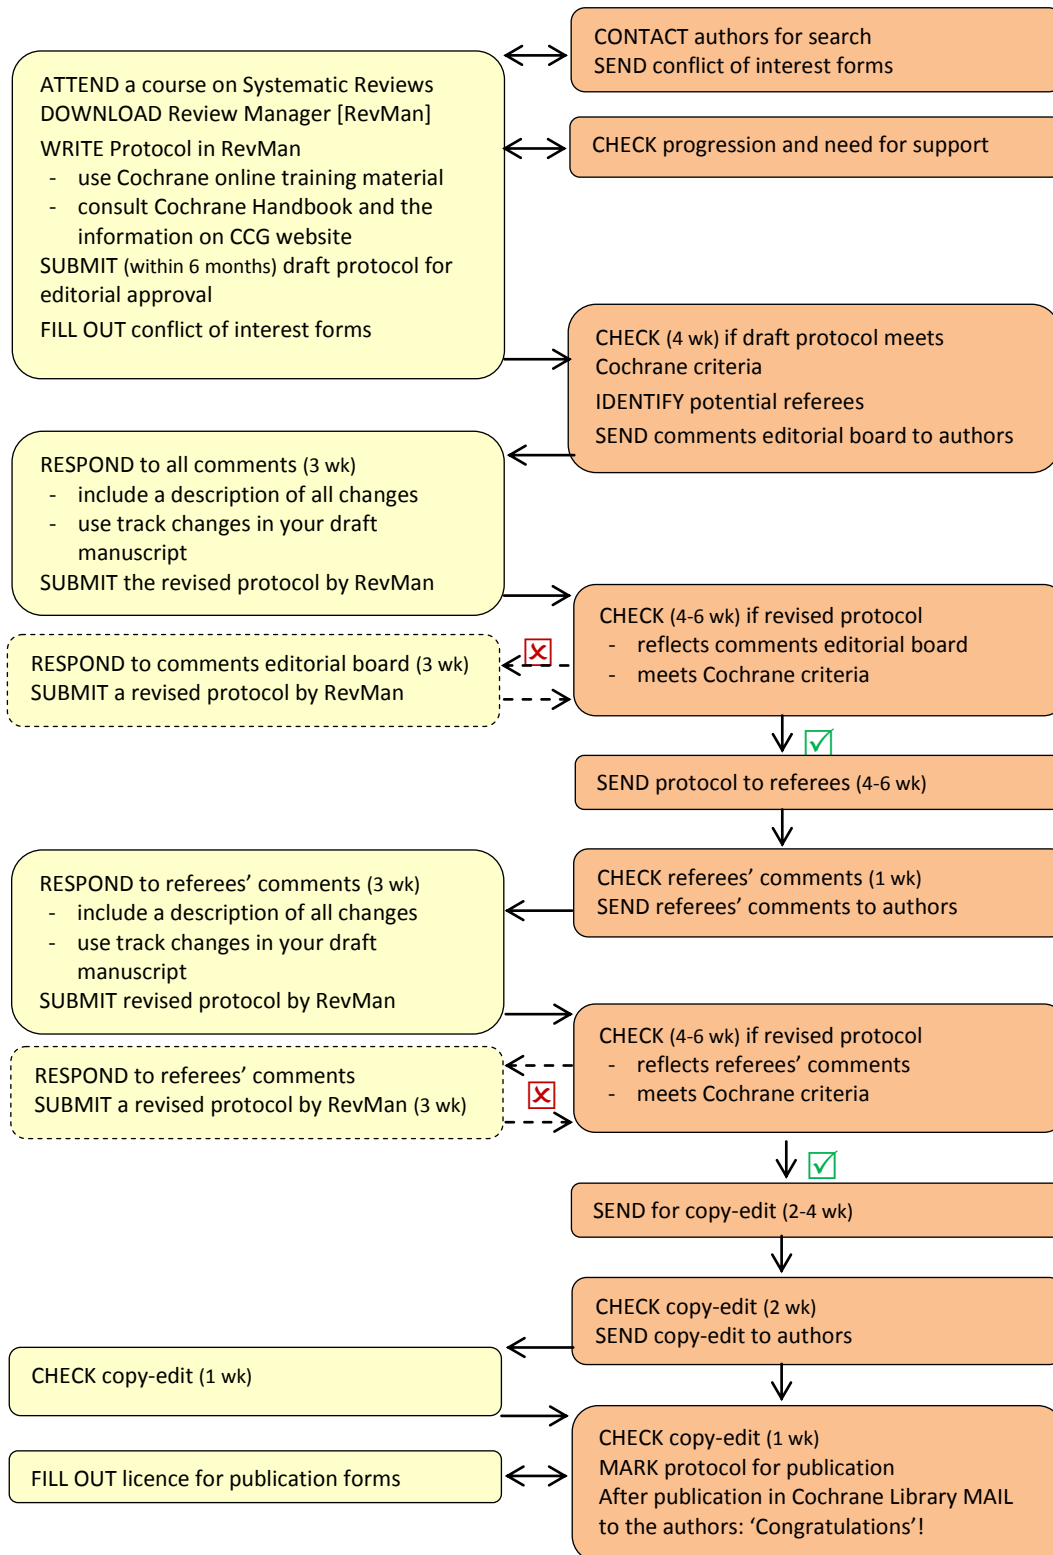 CONTACT authors for search
SEND conflict of interest forms
ATTEND a course on Systematic Reviews
DOWNLOAD Review Manager [RevMan]
WRITE Protocol in RevMan
- use Cochrane online training material
- consult Cochrane Handbook and the
information on CCG website
SUBMIT (within 6 months) draft protocol for
editorial approval
FILL OUT conflict of interest forms
CHECK progression and need for support
CHECK (4 wk) if draft protocol meets
Cochrane criteria
IDENTIFY potential referees
SEND comments editorial board to authors
RESPOND to all comments (3 wk)
- include a description of all changes
- use track changes in your draft
manuscript
SUBMIT the revised protocol by RevMan
CHECK (4-6 wk) if revised protocol
- reflects comments editorial board
- meets Cochrane criteria
RESPOND to comments editorial board (3 wk)
SUBMIT a revised protocol by RevMan
SEND protocol to referees (4-6 wk)
CHECK referees’ comments (1 wk)
SEND referees’ comments to authors
RESPOND to referees’ comments (3 wk)
- include a description of all changes
- use track changes in your draft
manuscript
SUBMIT revised protocol by RevMan
CHECK (4-6 wk) if revised protocol
- reflects referees’ comments
- meets Cochrane criteria
RESPOND to referees’ comments
SUBMIT a revised protocol by RevMan (3 wk)
SEND for copy-edit (2-4 wk)
CHECK copy-edit (2 wk)
SEND copy-edit to authors
CHECK copy-edit (1 wk)
CHECK copy-edit (1 wk)
MARK protocol for publication
After publication in Cochrane Library MAIL
to the authors: ‘Congratulations’!
FILL OUT licence for publication forms